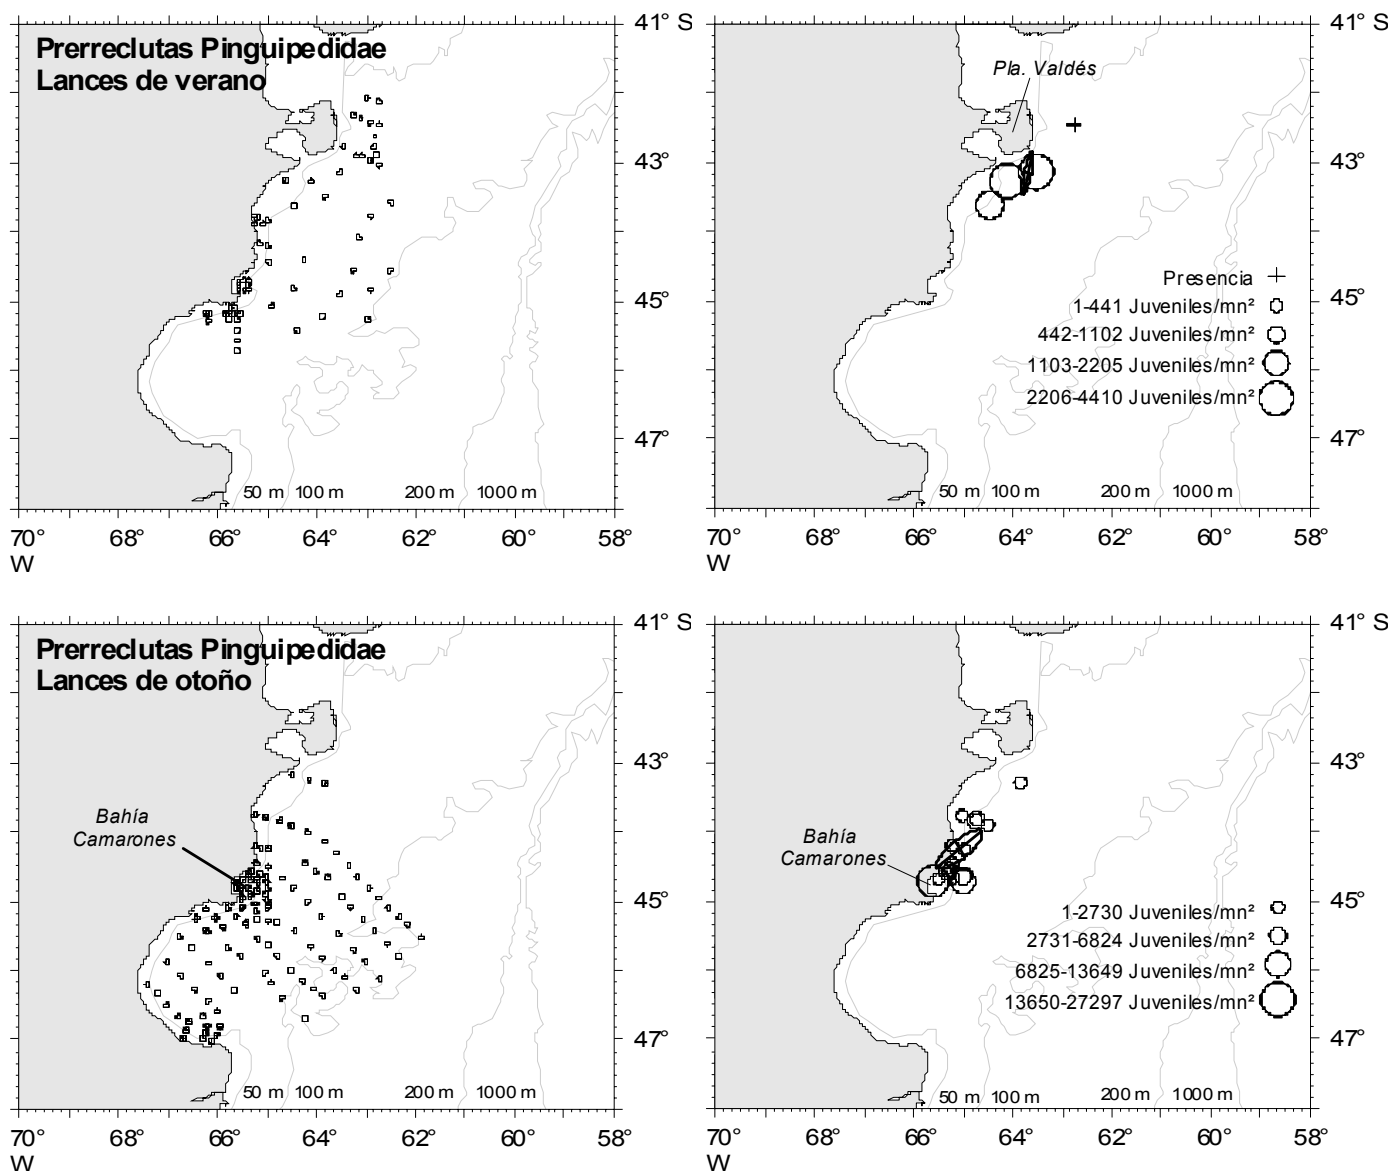 Prerreclutas Pinguipedidae
Lances de verano
41°
43°
45°
47°
50 m 100 m 200 m 1000 m
70° 68° 66° 64° 62° 60° 58°
W
41° S
Pla. Valdés
43°
Presencia
45°
1-441 Juveniles/mn²
442-1102 Juveniles/mn²
1103-2205 Juveniles/mn²
2206-4410 Juveniles/mn²
47°
50 m 100 m 200 m 1000 m
70° 68° 66° 64° 62° 60° 58°
W
Prerreclutas Pinguipedidae
Lances de otoño
41° S
43°
Bahía
Camarones
45°
47°
50 m 100 m 200 m 1000 m
70° 68° 66° 64° 62° 60° 58°
W
41° S
43°
Bahía
Camarones
45°
1-2730 Juveniles/mn²
2731-6824 Juveniles/mn²
6825-13649 Juveniles/mn²
13650-27297 Juveniles/mn²
47°
50 m 100 m 200 m 1000 m
70° 68° 66° 64° 62° 60° 58°
W